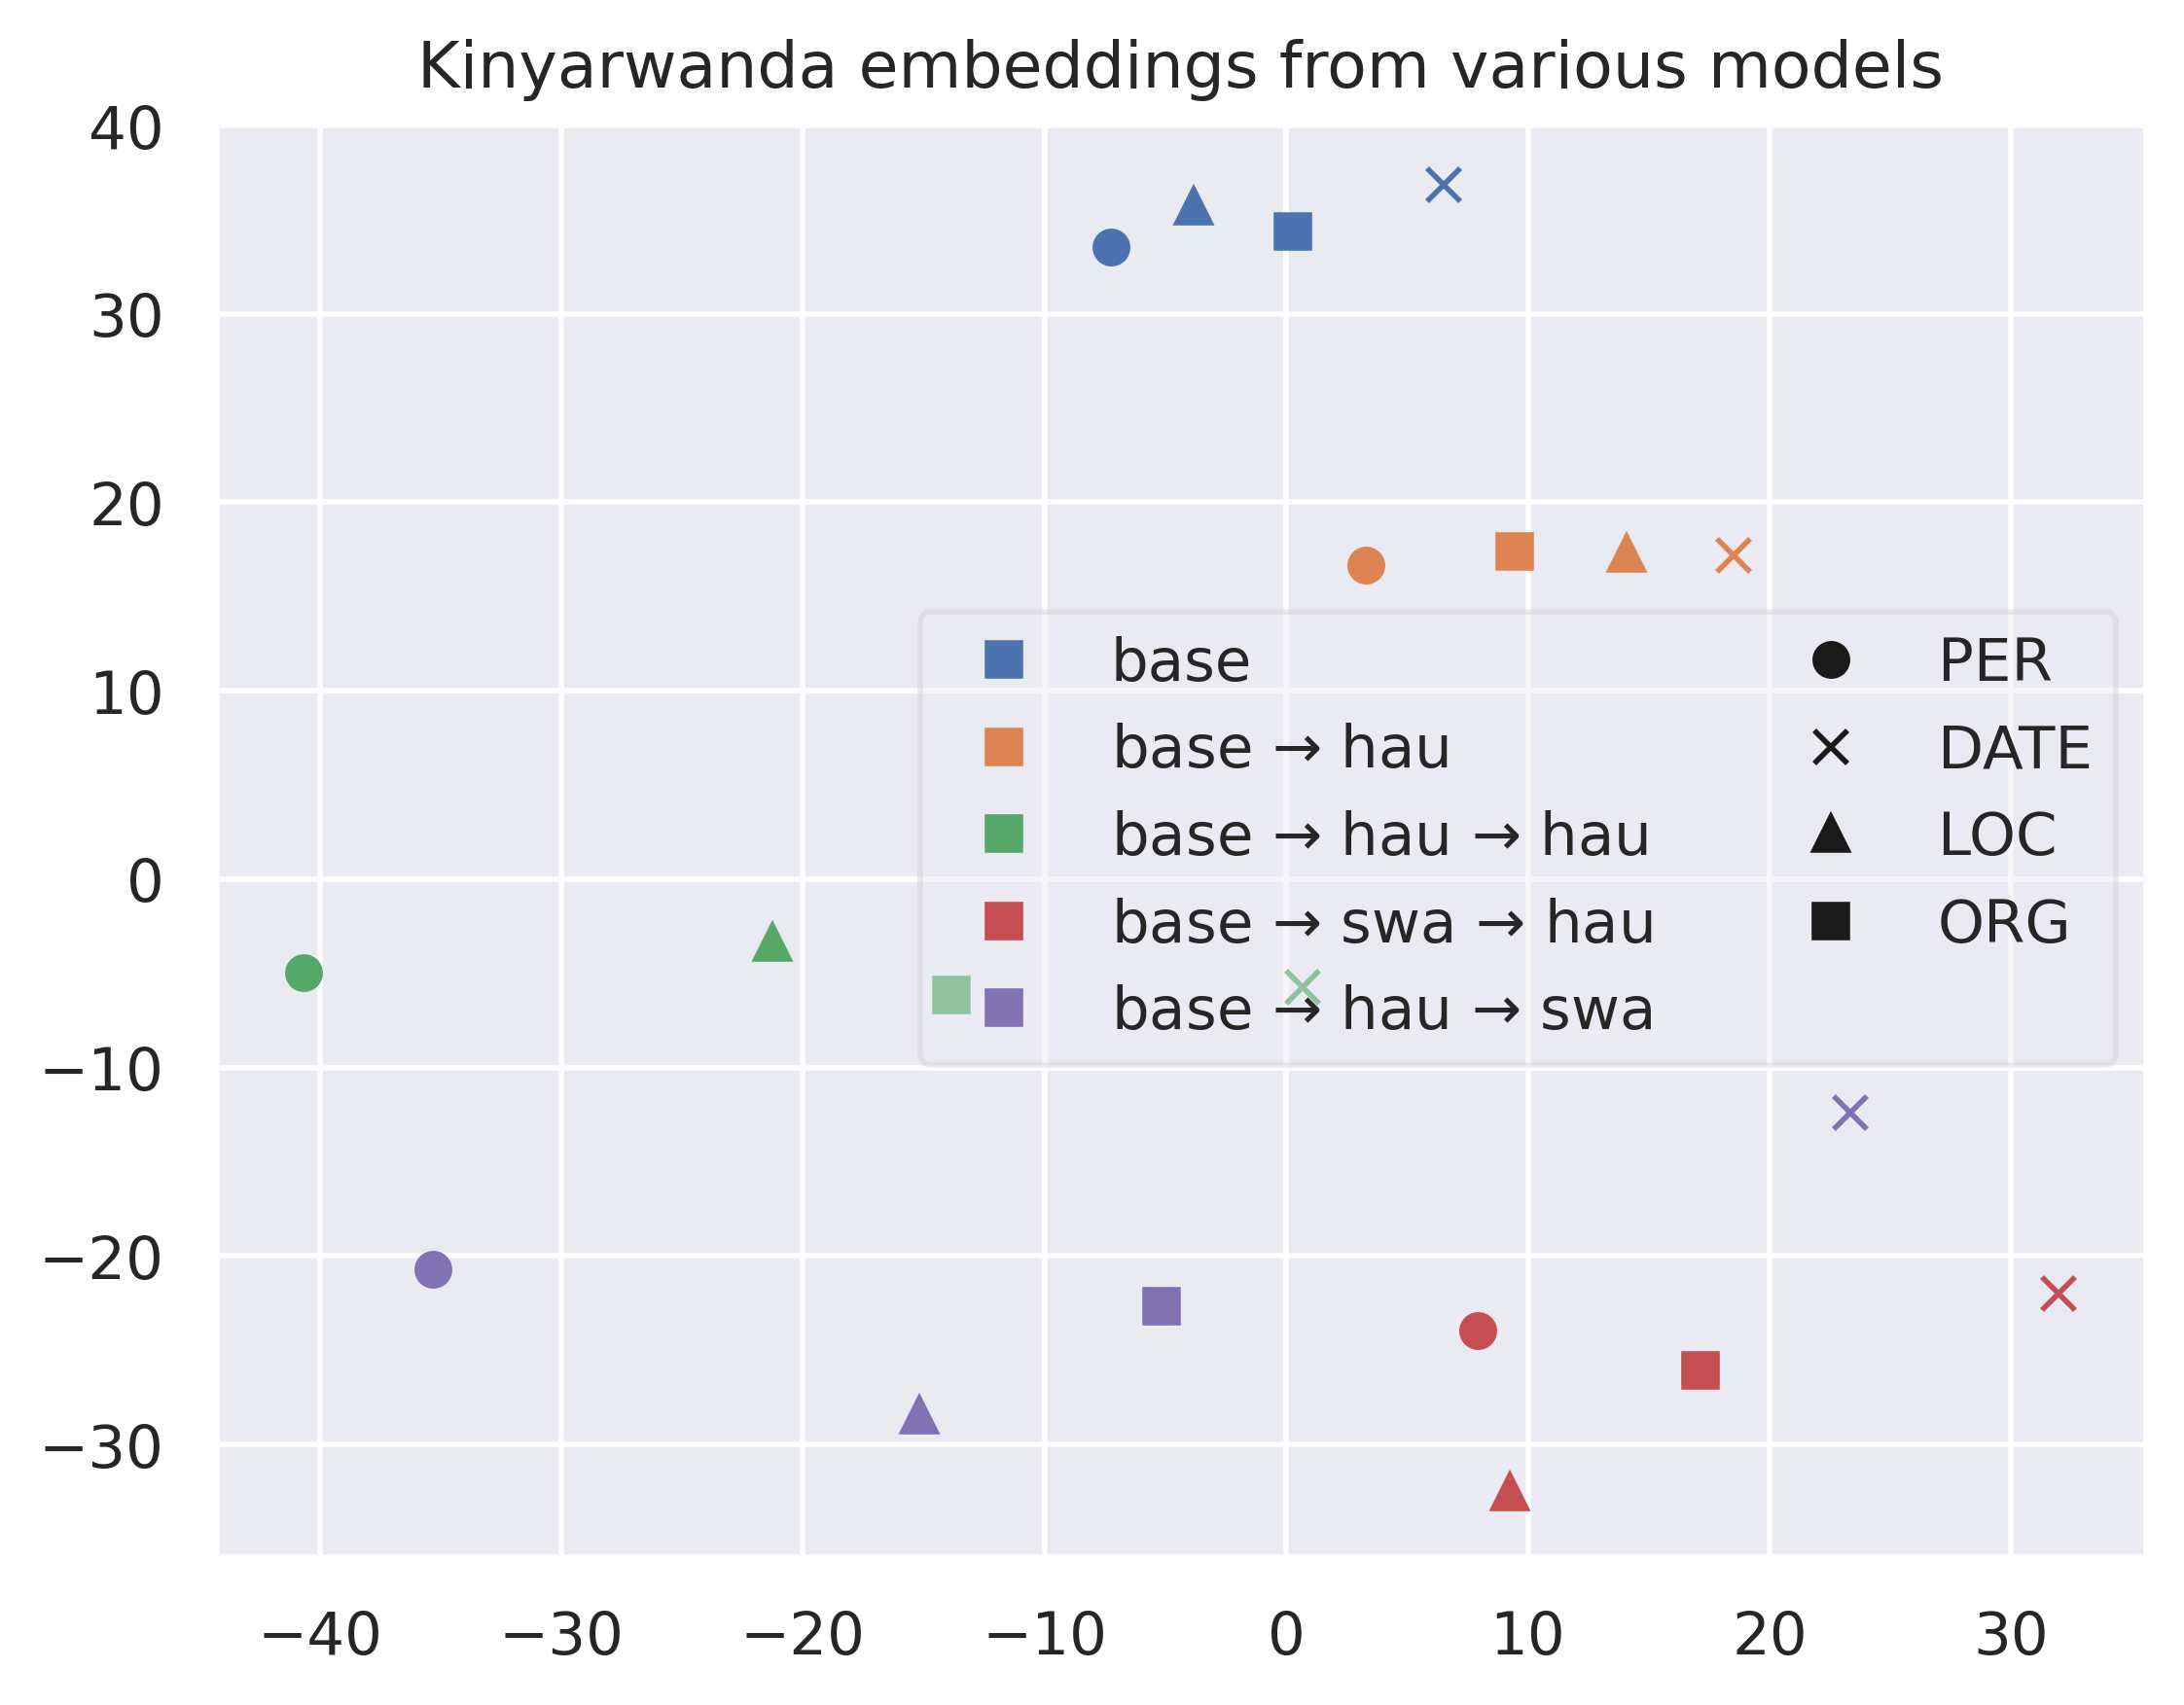 Kinyarwanda embeddings from various models
40
30
20
10
0
−10
−20
−30
base
base → hau
base → hau → hau
base → swa → hau
base → hau → swa
PER
DATE
LOC
ORG
−40 −30 −20 −10 0 10 20 30